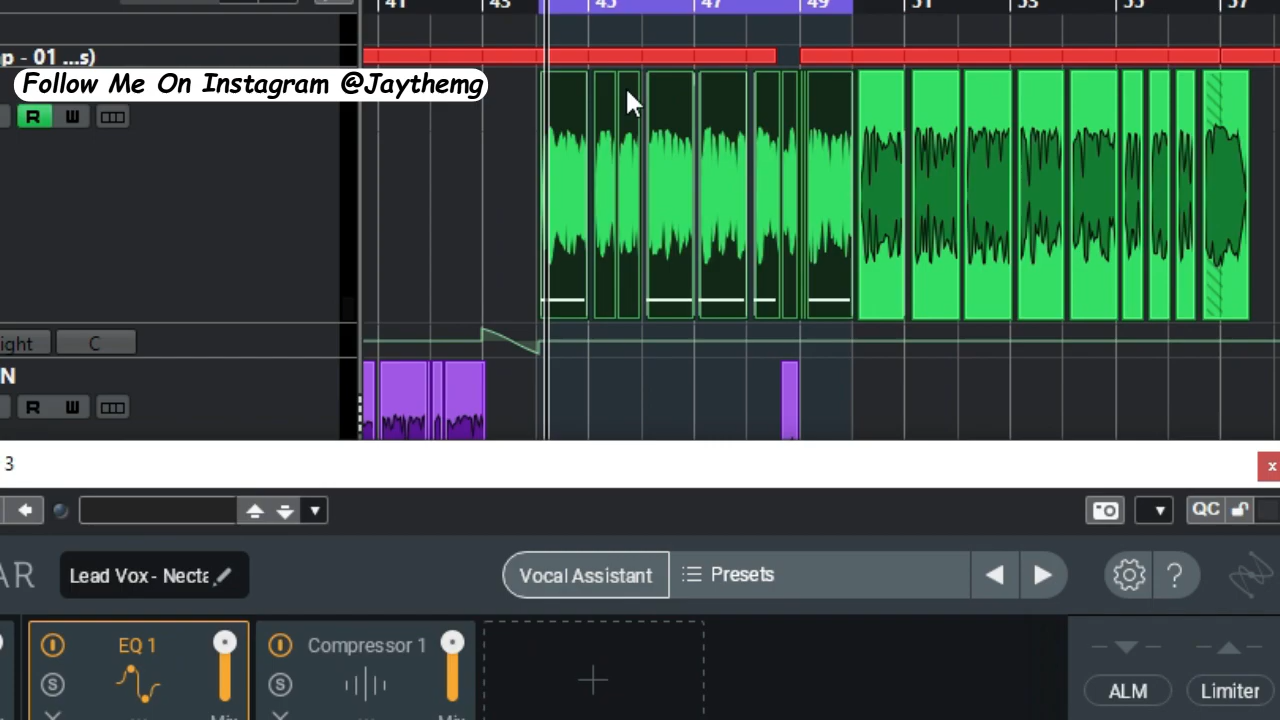 41 43 45 47 49 51 53 55 57
p - 01 ...s)
Follow Me On Instagram @Jaythemg
R W
ight C
N
R W
3
QC
AR Lead Vox - Necta Vocal Assistant Presets ?
EQ 1 Compressor 1
S S
ALM Limiter